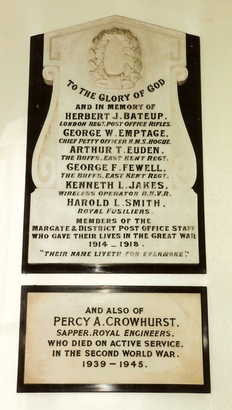 TO THE GLORY OF GOD
AND IN MEMORY OF
HERBERT J. BATEUP.
LONDON REGT. POST OFFICE RIFLES.
GEORGE W. EMPTAGE.
CHIEF PETTY OFFICER H.M.S. HOGUE.
ARTHUR T. EUDEN.
THE BUFFS. EAST KENT REGT.
GEORGE F. FEWELL.
THE BUFFS. EAST KENT REGT.
KENNETH L. JAKES.
WIRELESS OPERATOR R.N.V.R.
HAROLD L. SMITH.
ROYAL FUSILIERS.
MEMBERS OF THE
MARGATE & DISTRICT POST OFFICE STAFF
WHO GAVE THEIR LIVES IN THE GREAT WAR
1914 - 1918.
"THEIR NAME LIVETH FOR EVERMORE."
AND ALSO OF
PERCY A. CROWHURST.
SAPPER. ROYAL ENGINEERS.
WHO DIED ON ACTIVE SERVICE.
IN THE SECOND WORLD WAR.
1939 - 1945.